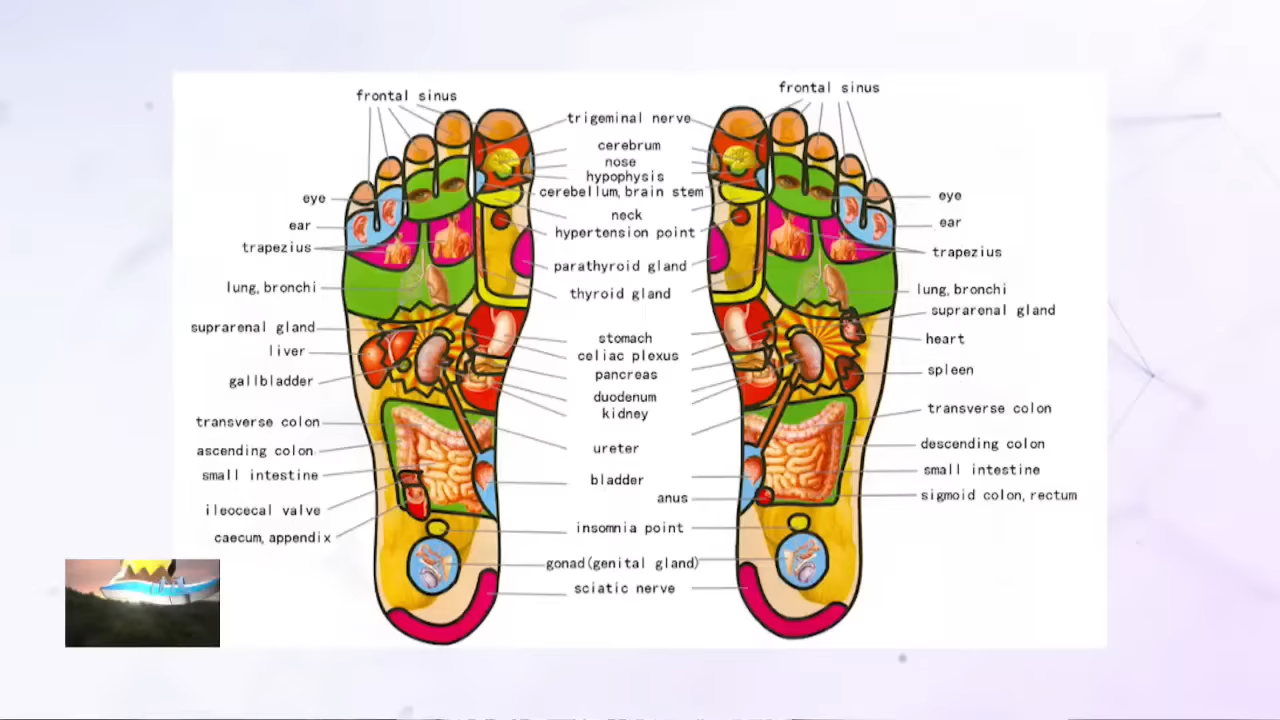 frontal sinus
eye
ear
trapezius
lung, bronchi
suprarenal gland
liver
gallbladder
transverse colon
ascending colon
small intestine
ileocecal valve
caecum, appendix
trigeminal nerve
cerebrum
nose
hypophysis
cerebellum, brain stem
neck
hypertension point
parathyroid gland
thyroid gland
stomach
celiac plexus
pancreas
duodenum
kidney
ureter
bladder
anus
insomnia point
gonad(genital gland)
sciatic nerve
frontal sinus
eye
ear
trapezius
lung, bronchi
suprarenal gland
heart
spleen
transverse colon
descending colon
small intestine
sigmoid colon, rectum